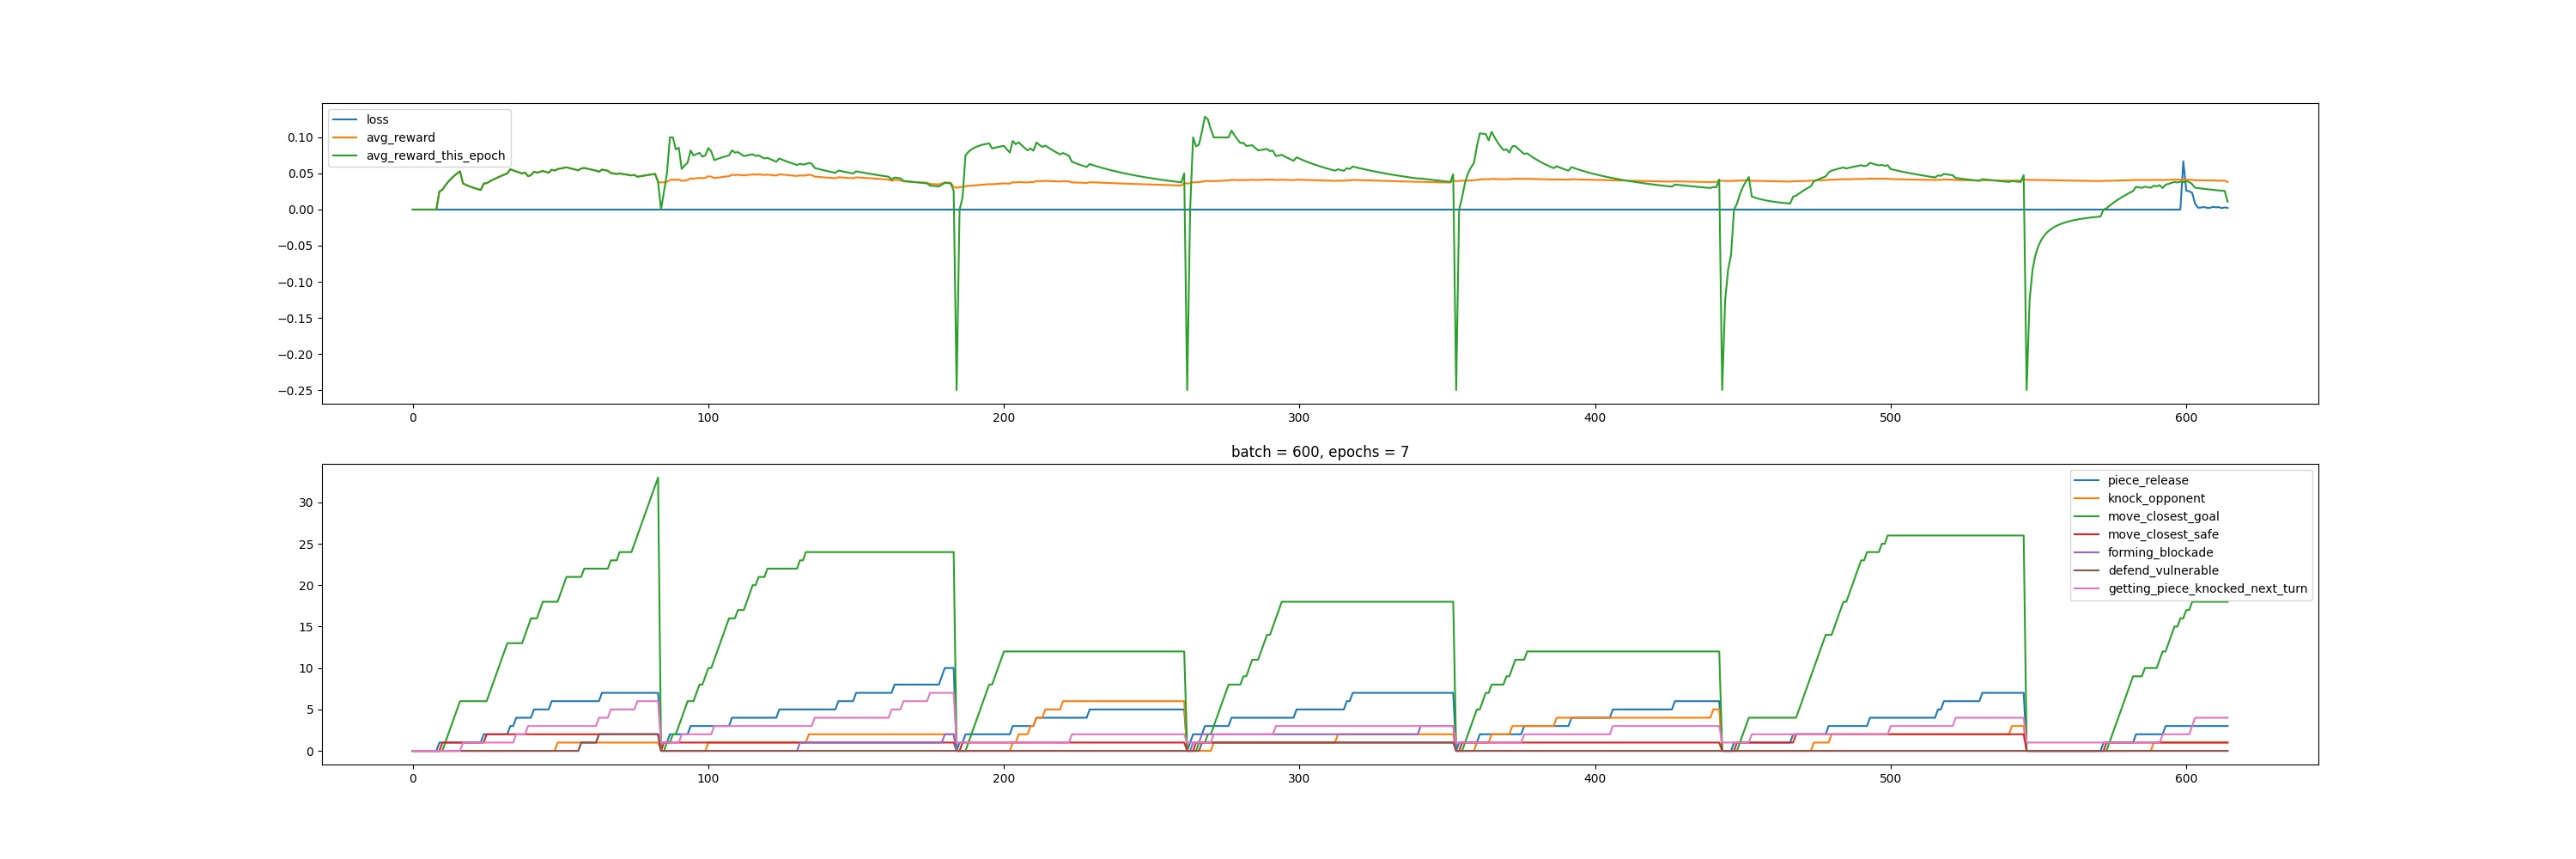 loss
avg_reward
avg_reward_this_epoch
0.10
0.05
0.00
−0.05
−0.10
−0.15
−0.20
−0.25
0 100 200 300 400 500 600
batch = 600, epochs = 7
piece_release
knock_opponent
move_closest_goal
move_closest_safe
forming_blockade
defend_vulnerable
getting_piece_knocked_next_turn
30
25
20
15
10
5
0
0 100 200 300 400 500 600